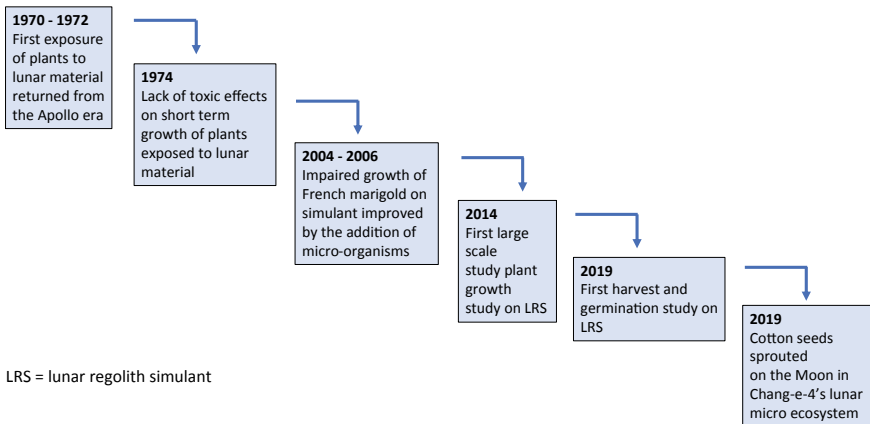 1970 - 1972
First exposure
of plants to
lunar material
returned from
the Apollo era
1974
Lack of toxic effects
on short term
growth of plants
exposed to lunar
material
2004 - 2006
Impaired growth of
French marigold on
simulant improved
by the addition of
micro-organisms
2014
First large
scale
study plant
growth
study on LRS
2019
First harvest and
germination study on
LRS
2019
Cotton seeds
sprouted
on the Moon in
Chang-e-4’s lunar
micro ecosystem
LRS = lunar regolith simulant